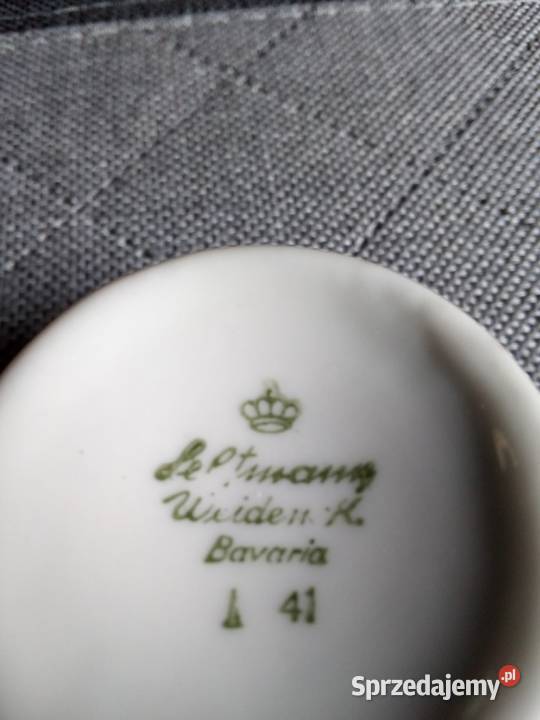 Seltmann
Weiden.K.
Bavaria
41
Sprzedajemy.pl